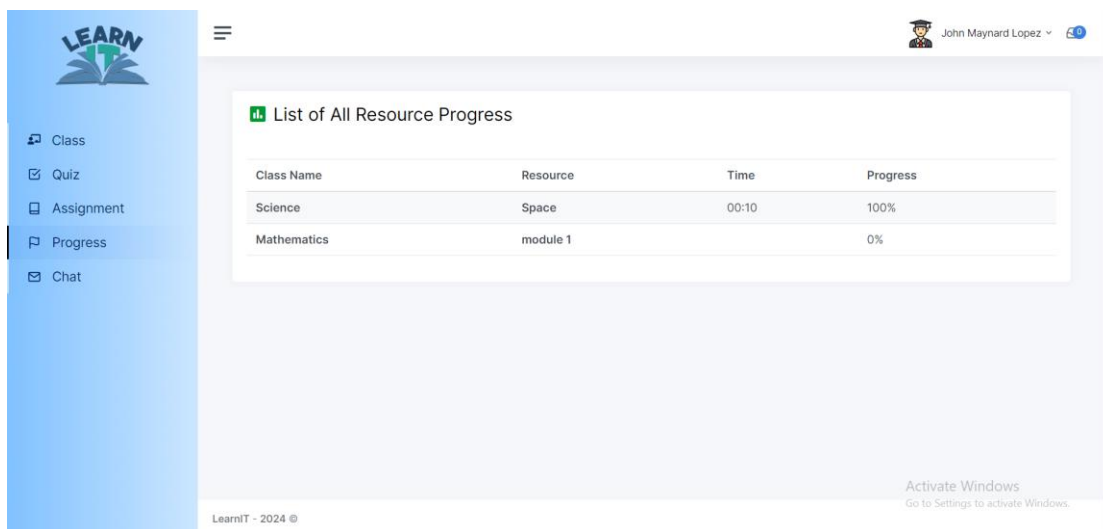 LEARN
IT
John Maynard Lopez
0
Class
Quiz
Assignment
Progress
Chat
List of All Resource Progress
Class Name Resource Time Progress
Science Space 00:10 100%
Mathematics module 1 0%
Activate Windows
Go to Settings to activate Windows.
LearnIT - 2024 ©